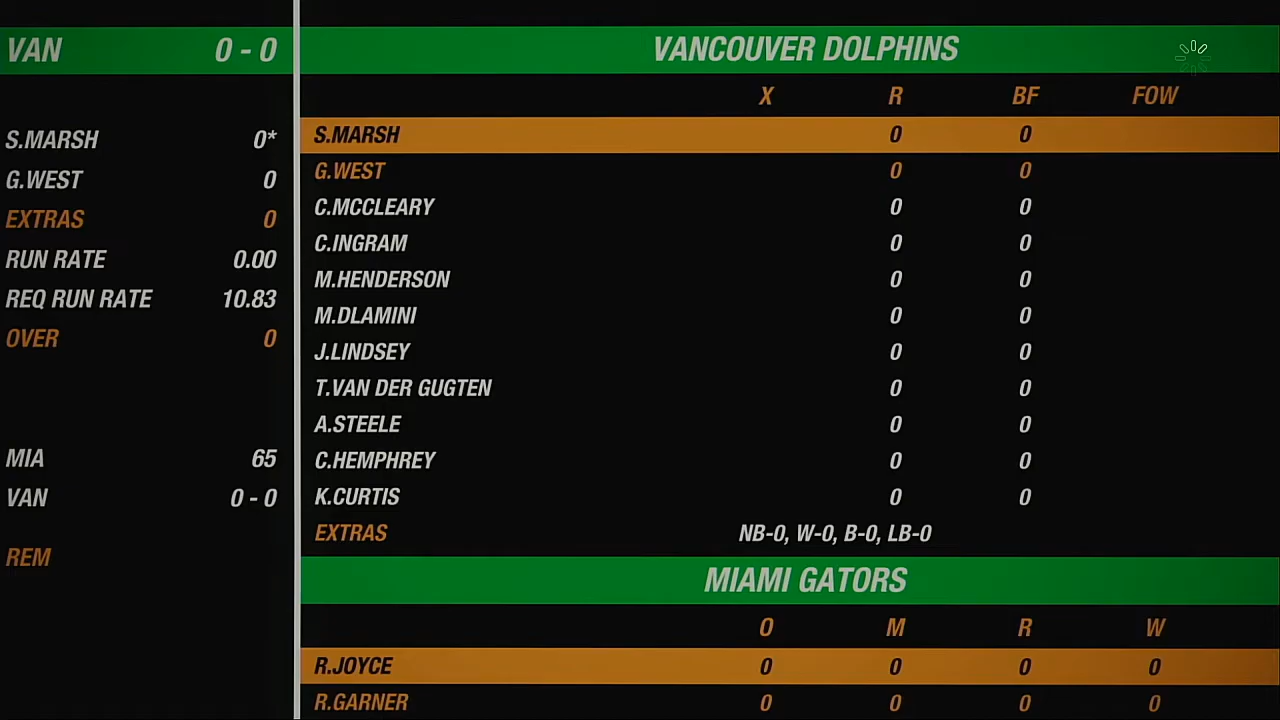 VAN 0 - 0
S.MARSH 0*
G.WEST 0
EXTRAS 0
RUN RATE 0.00
REQ RUN RATE 10.83
OVER 0
MIA 65
VAN 0 - 0
REM
VANCOUVER DOLPHINS
X R BF FOW
S.MARSH 0 0
G.WEST 0 0
C.MCCLEARY 0 0
C.INGRAM 0 0
M.HENDERSON 0 0
M.DLAMINI 0 0
J.LINDSEY 0 0
T.VAN DER GUGTEN 0 0
A.STEELE 0 0
C.HEMPHREY 0 0
K.CURTIS 0 0
EXTRAS NB-0, W-0, B-0, LB-0
MIAMI GATORS
O M R W
R.JOYCE 0 0 0 0
R.GARNER 0 0 0 0